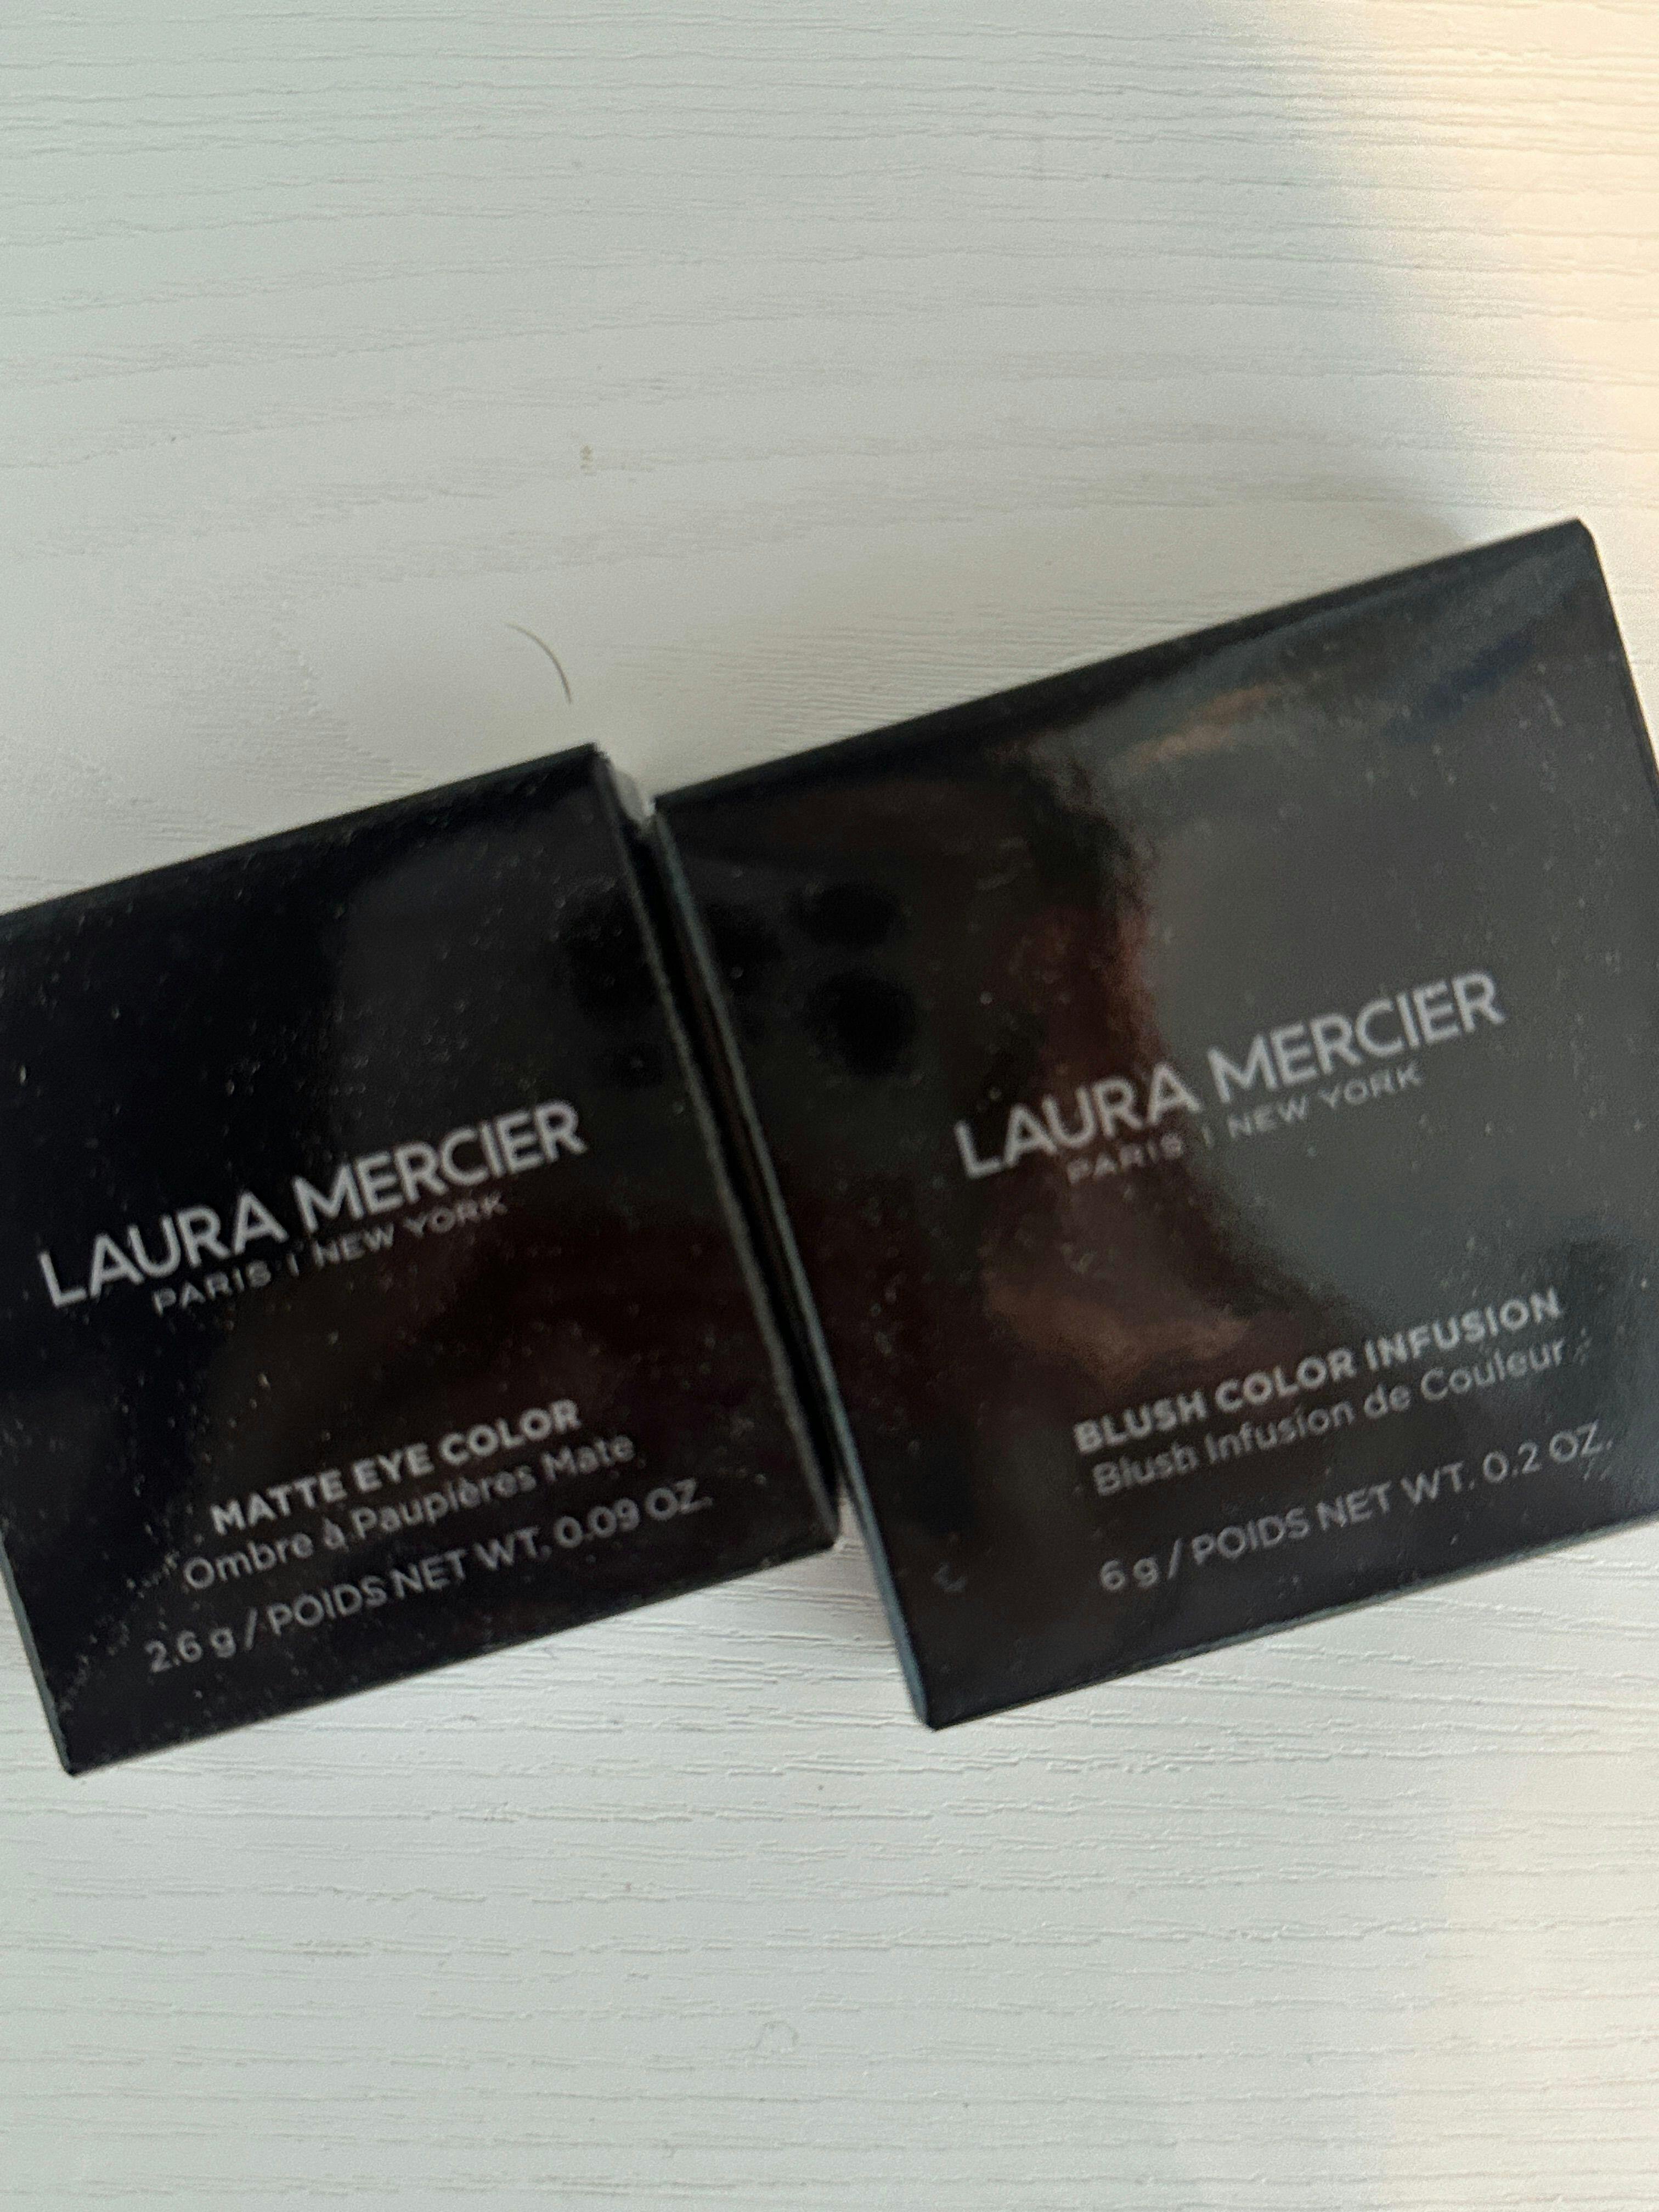 LAURA MERCIER
PARIS | NEW YORK
MATTE EYE COLOR
Ombre à Paupières Mate
2.6 g / POIDS NET WT. 0.09 OZ.
LAURA MERCIER
PARIS | NEW YORK
BLUSH COLOR INFUSION
Blush Infusion de Couleur
6 g / POIDS NET WT. 0.2 OZ.